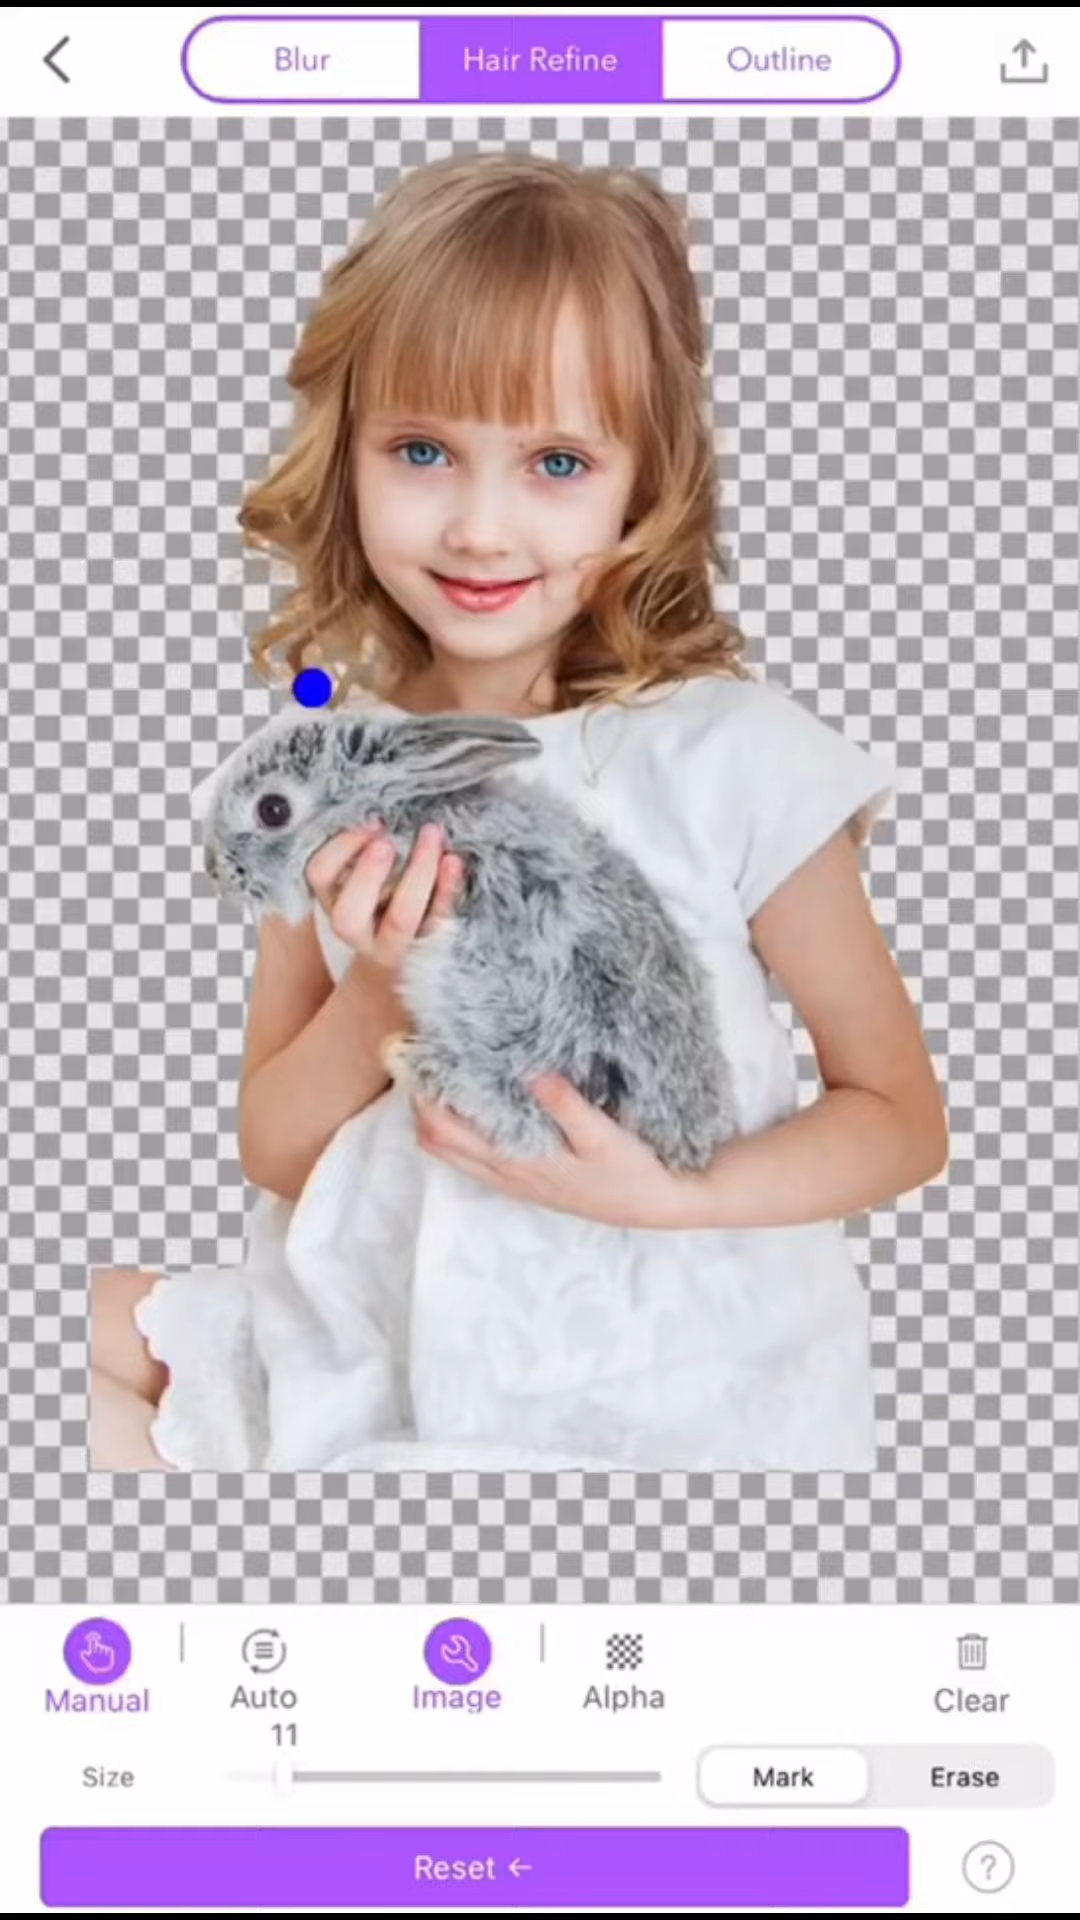 Blur
Hair Refine
Outline
Manual
Auto
Image
Alpha
Clear
11
Size
Mark
Erase
Reset ←
?